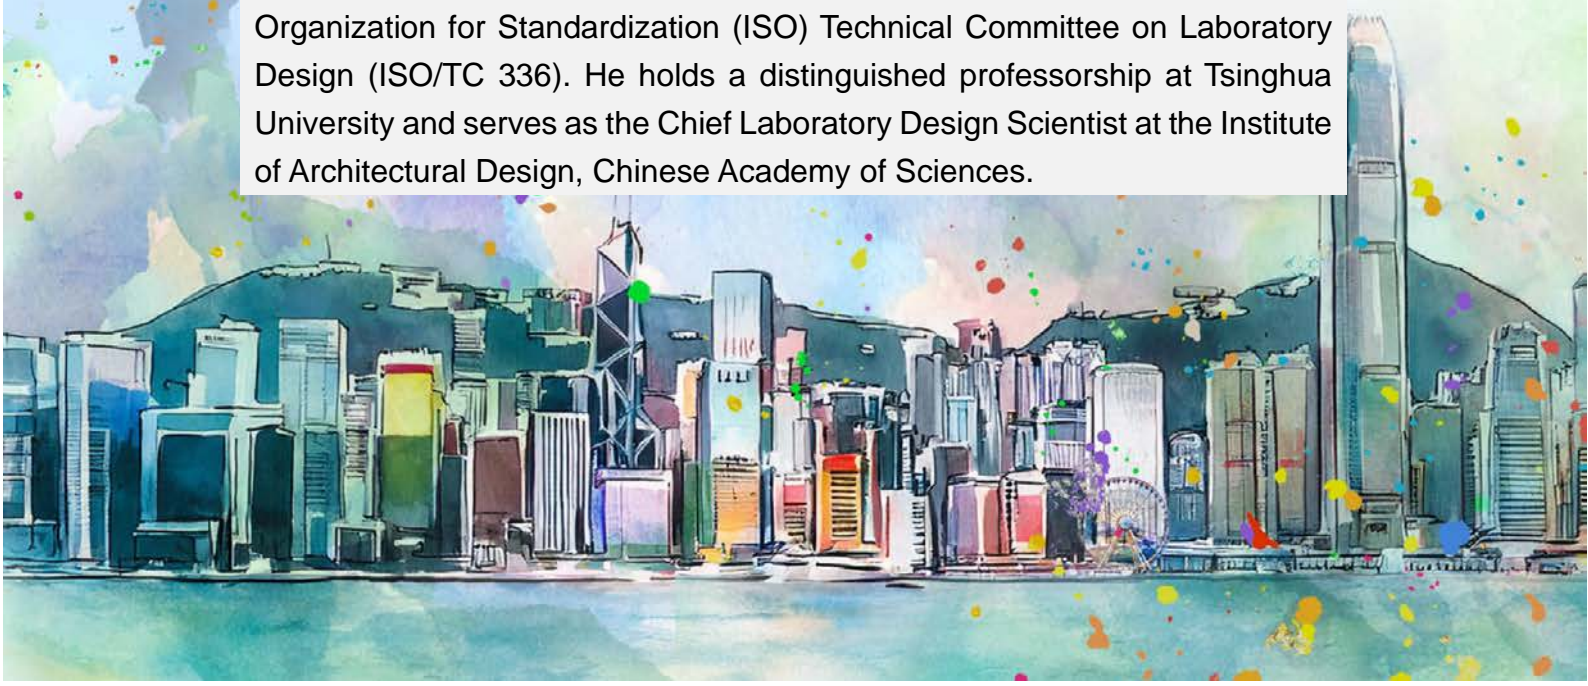 Organization for Standardization (ISO) Technical Committee on Laboratory
Design (ISO/TC 336). He holds a distinguished professorship at Tsinghua
University and serves as the Chief Laboratory Design Scientist at the Institute
of Architectural Design, Chinese Academy of Sciences.